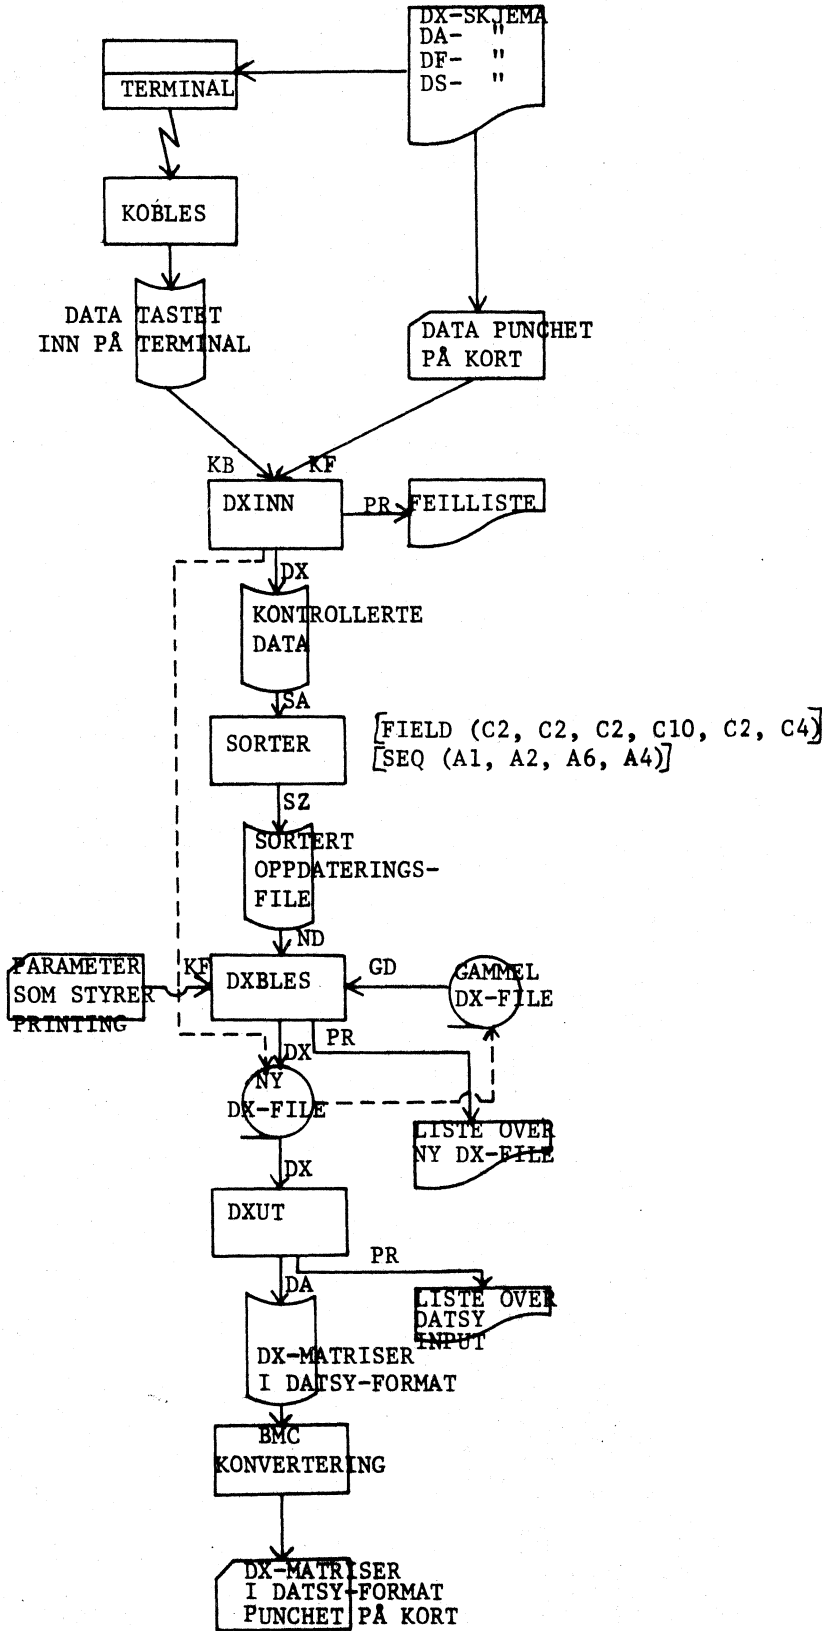 DX-SKJEMA
DA- "
DF- "
DS- "
TERMINAL
KOBLES
DATA TASTET
INN PÅ TERMINAL
DATA PUNCHET
PÅ KORT
KB
KF
DXINN
PR
FEILLISTE
DX
KONTROLLERTE
DATA
SA
SORTER
[FIELD (C2, C2, C2, C10, C2, C4)]
[SEQ (A1, A2, A6, A4)]
SZ
SORTERT
OPPDATERINGS-
FILE
ND
PARAMETER
SOM STYRER
PRINTING
KF
DXBLES
GD
GAMMEL
DX-FILE
DX
PR
NY
DX-FILE
LISTE OVER
NY DX-FILE
DX
DXUT
PR
DA
LISTE OVER
DATSY
INPUT
DX-MATRISER
I DATSY-FORMAT
BMC
KONVERTERING
DX-MATRISER
I DATSY-FORMAT
PUNCHET PÅ KORT